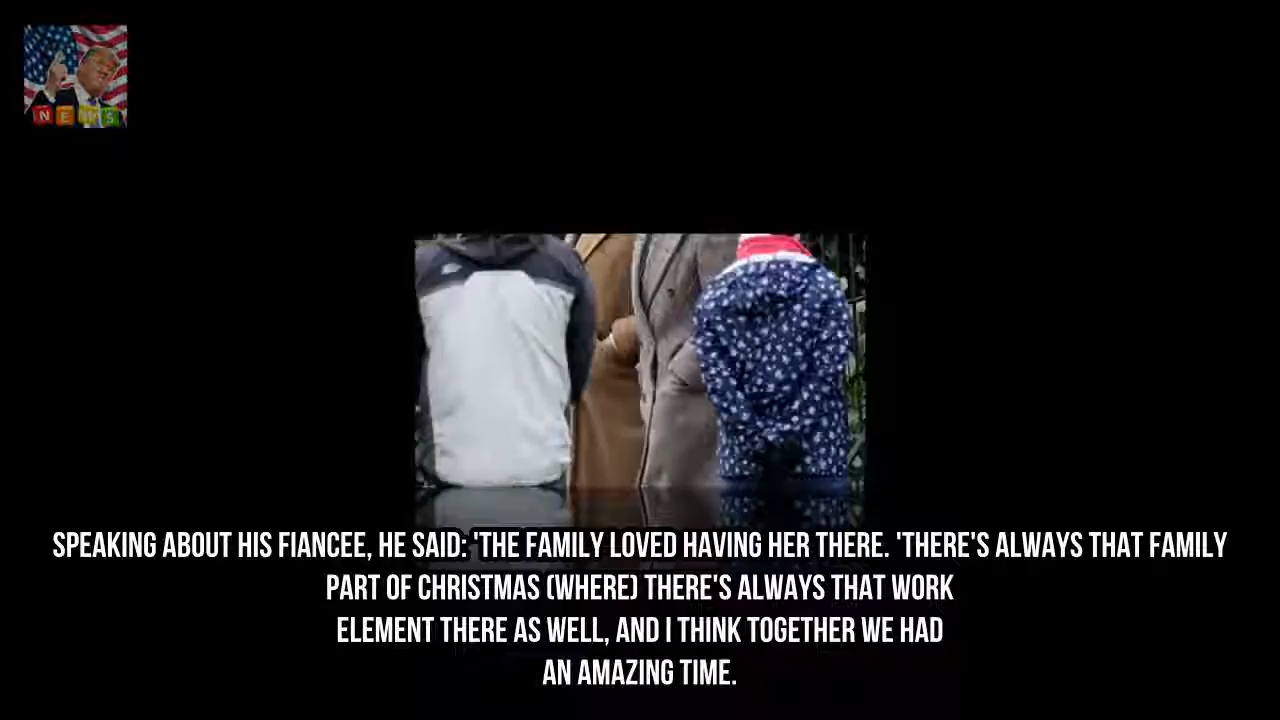 NEWS
SPEAKING ABOUT HIS FIANCEE, HE SAID: 'THE FAMILY LOVED HAVING HER THERE. 'THERE'S ALWAYS THAT FAMILY
PART OF CHRISTMAS (WHERE) THERE'S ALWAYS THAT WORK
ELEMENT THERE AS WELL, AND I THINK TOGETHER WE HAD
AN AMAZING TIME.